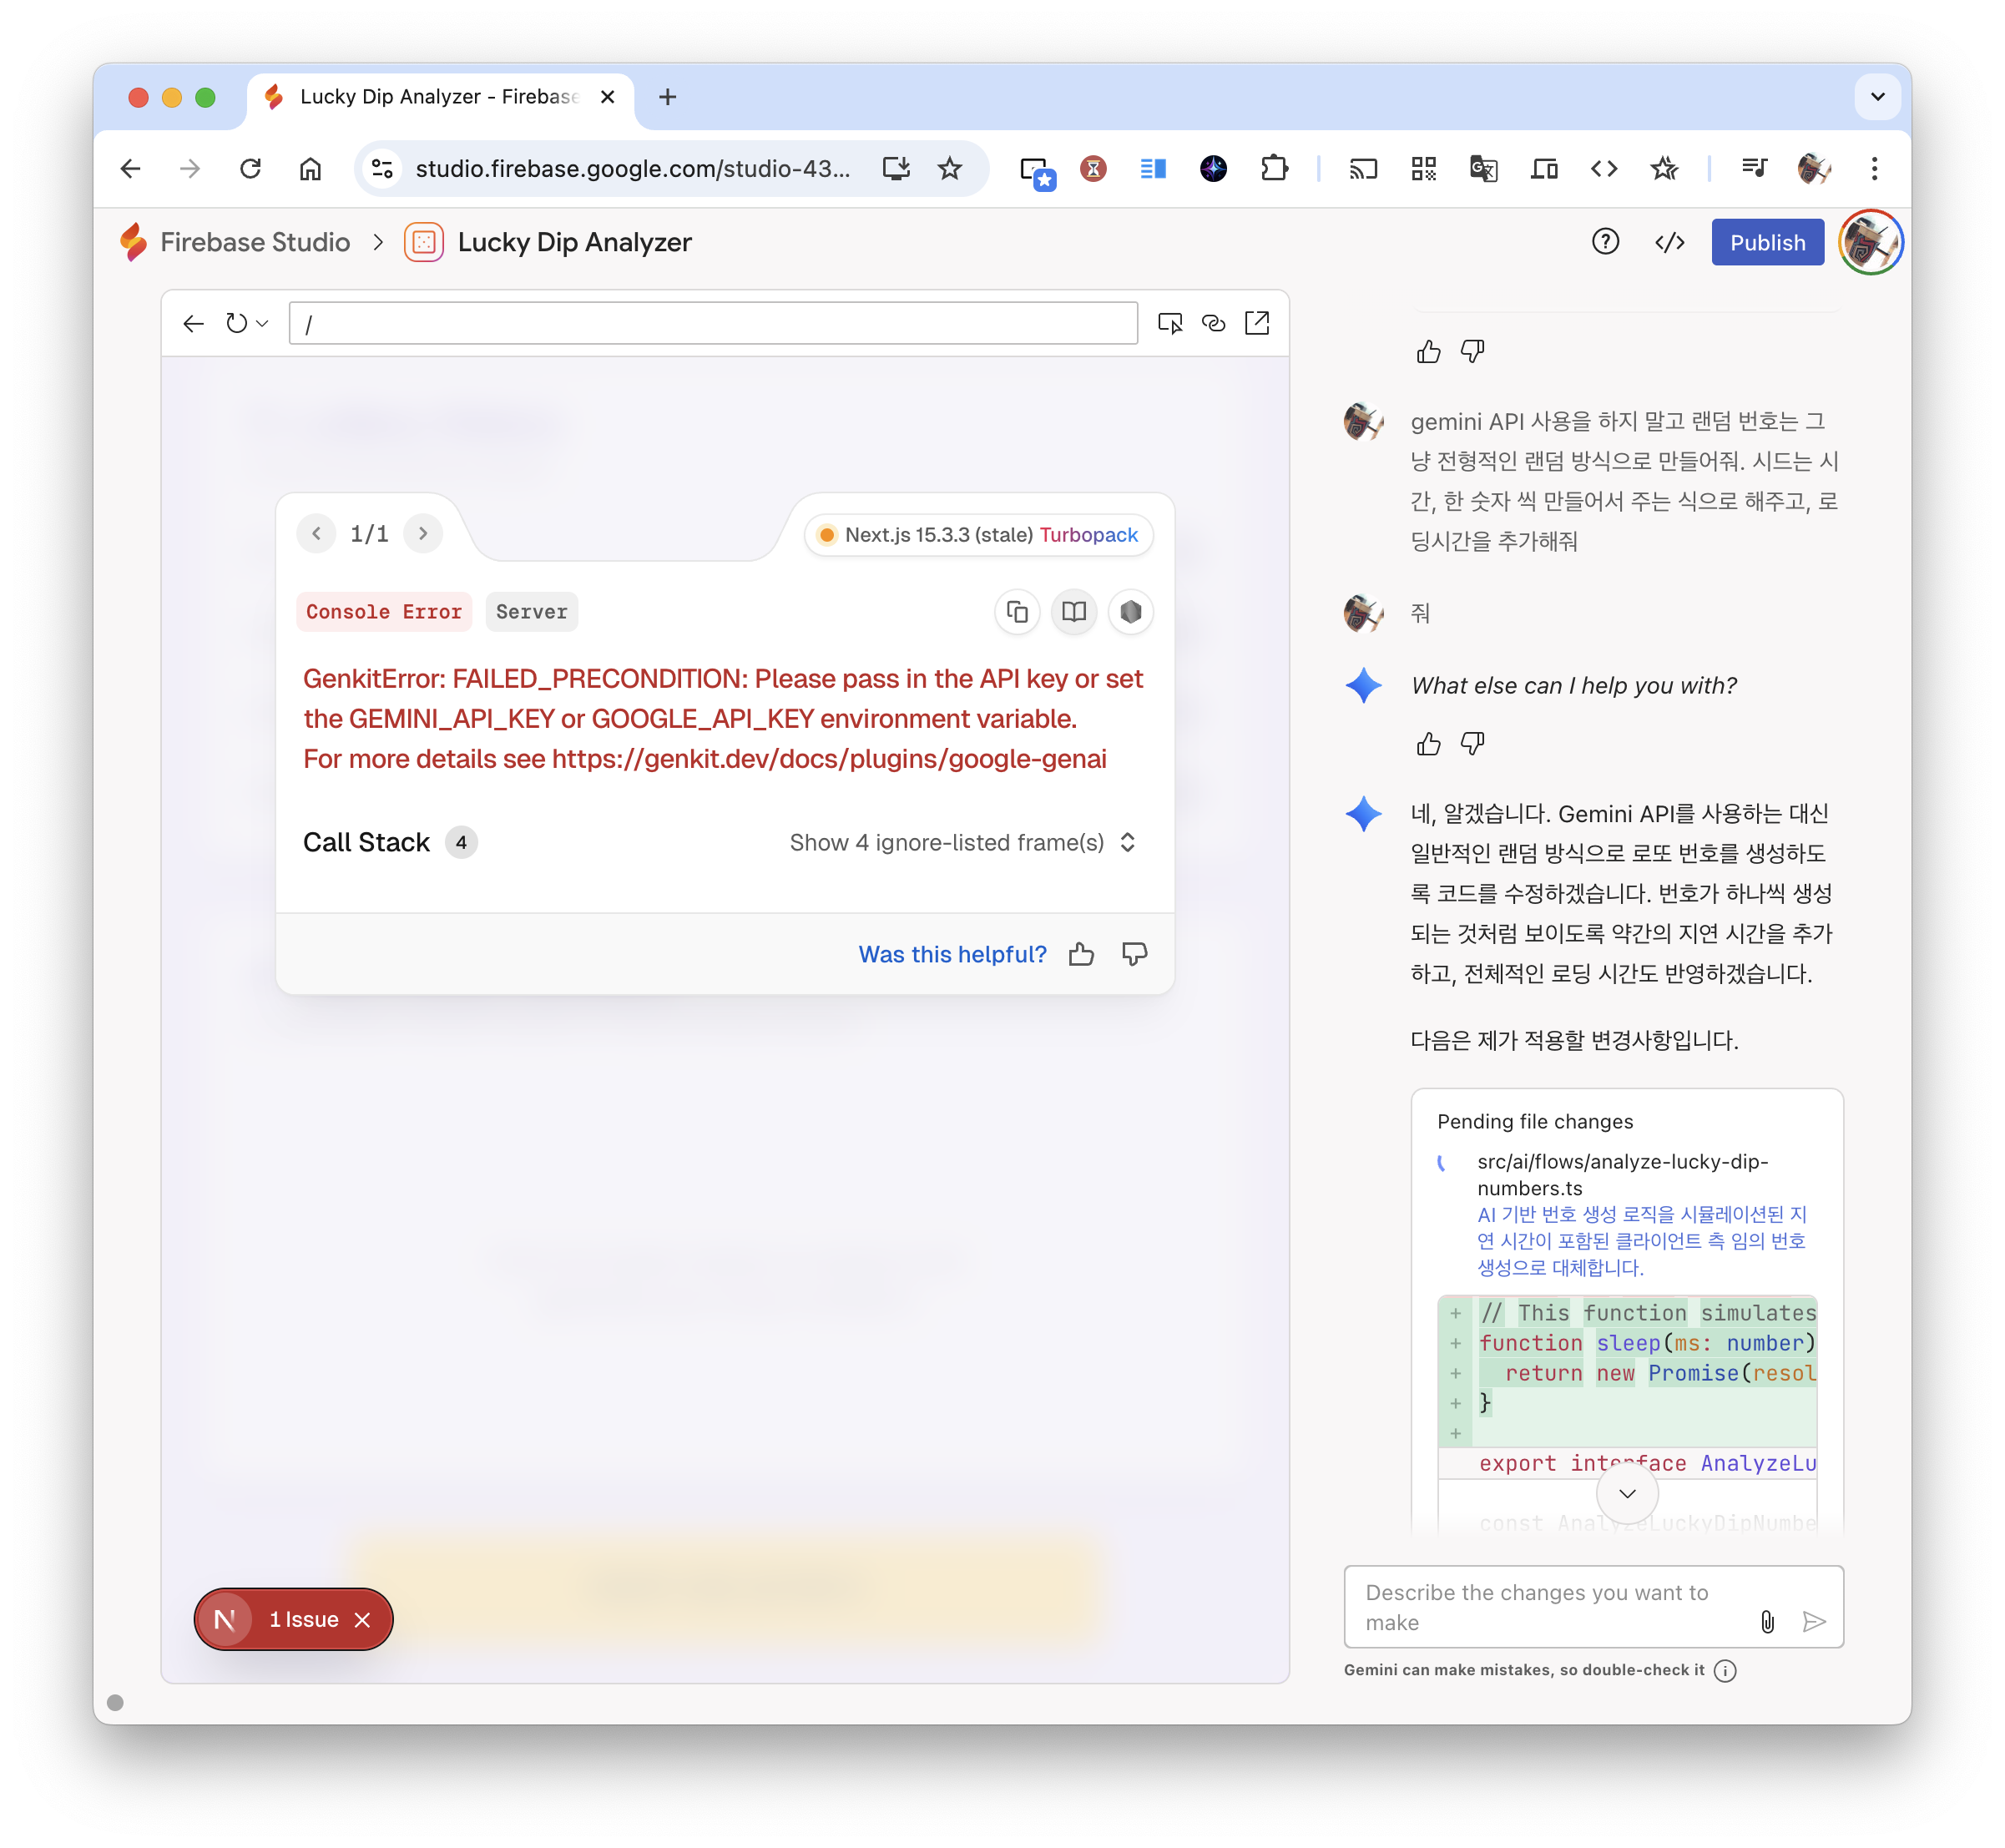 Lucky Dip Analyzer - Firebase
studio.firebase.google.com/studio-43...
Firebase Studio > Lucky Dip Analyzer
Publish
/
1/1
Next.js 15.3.3 (stale) Turbopack
Console Error
Server
GenkitError: FAILED_PRECONDITION: Please pass in the API key or set
the GEMINI_API_KEY or GOOGLE_API_KEY environment variable.
For more details see https://genkit.dev/docs/plugins/google-genai
Call Stack 4
Show 4 ignore-listed frame(s)
Was this helpful?
N 1 Issue
gemini API 사용을 하지 말고 랜덤 번호는 그
냥 전형적인 랜덤 방식으로 만들어줘. 시드는 시
간, 한 숫자 씩 만들어서 주는 식으로 해주고, 로
딩시간을 추가해줘
줘
What else can I help you with?
네, 알겠습니다. Gemini API를 사용하는 대신
일반적인 랜덤 방식으로 로또 번호를 생성하도
록 코드를 수정하겠습니다. 번호가 하나씩 생성
되는 것처럼 보이도록 약간의 지연 시간을 추가
하고, 전체적인 로딩 시간도 반영하겠습니다.
다음은 제가 적용할 변경사항입니다.
Pending file changes
src/ai/flows/analyze-lucky-dip-
numbers.ts
AI 기반 번호 생성 로직을 시뮬레이션된 지
연 시간이 포함된 클라이언트 측 임의 번호
생성으로 대체합니다.
+ // This function simulates
+ function sleep(ms: number)
+ return new Promise(resol
+ }
+
export interface AnalyzeLu
const AnalyzeLuckyDipNumbe
Describe the changes you want to
make
Gemini can make mistakes, so double-check it